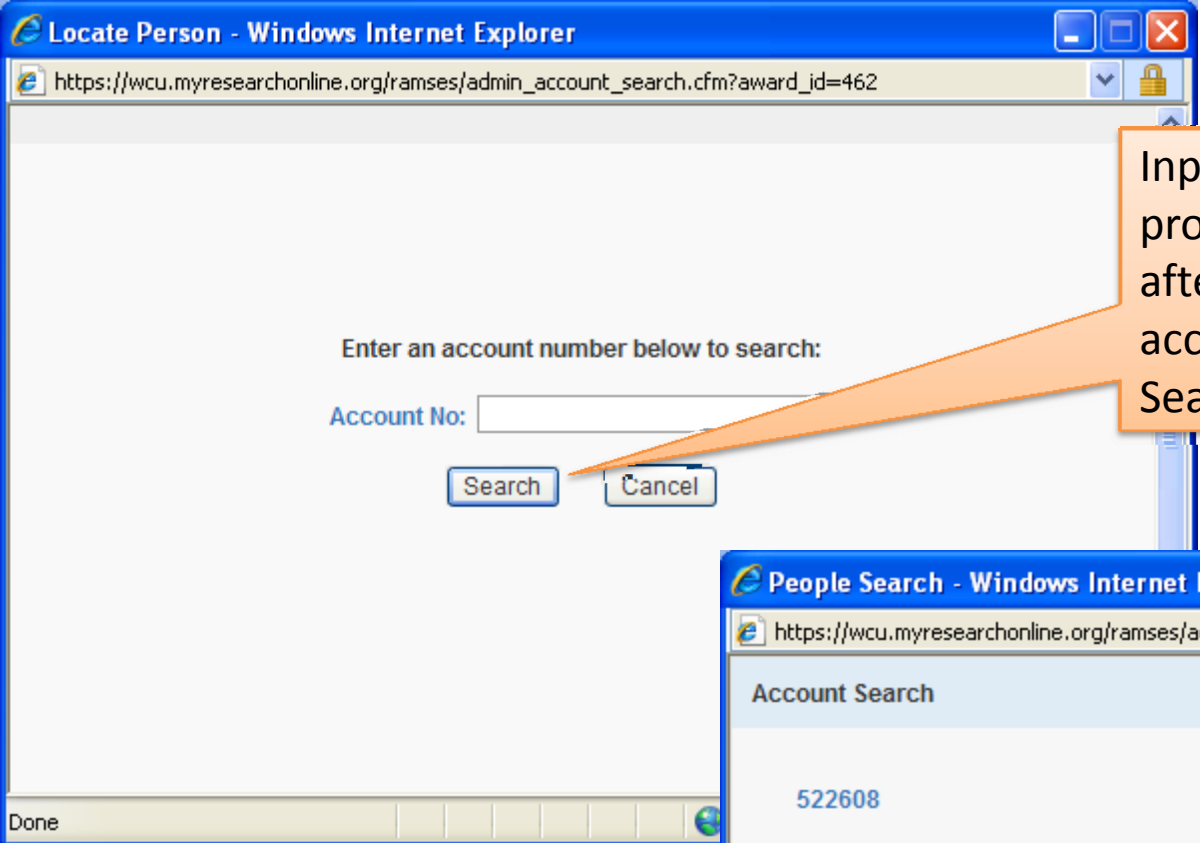 Locate Person - Windows Internet Explorer
https://wcu.myresearchonline.org/ramses/admin_account_search.cfm?award_id=462
Enter an account number below to search:
Account No:
Search Cancel
Done
People Search - Windows Internet
https://wcu.myresearchonline.org/ramses/a
Account Search
522608